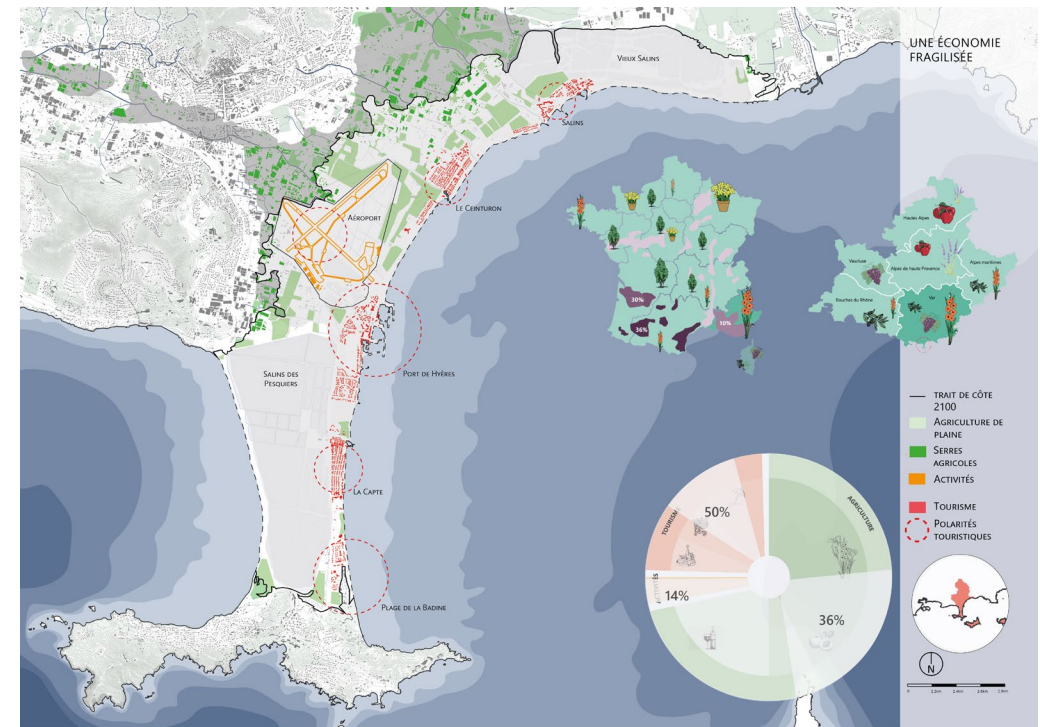 UNE ÉCONOMIE
FRAGILISÉE
VIEUX SALINS
SALINS
LE CEINTURON
AÉROPORT
PORT DE HYÈRES
SALINS DES
PESQUIERS
LA CAPTE
PLAGE DE LA BADINE
30%
36%
10%
Hautes Alpes
Vaucluse
Alpes de haute Provence
Alpes maritimes
Bouches du Rhône
Var
TRAIT DE CÔTE
2100
AGRICULTURE DE
PLAINE
SERRES
AGRICOLES
ACTIVITÉS
TOURISME
POLARITÉS
TOURISTIQUES
AGRICULTURE
TOURISM
50%
ACTIVITÉS
14%
36%
N
0